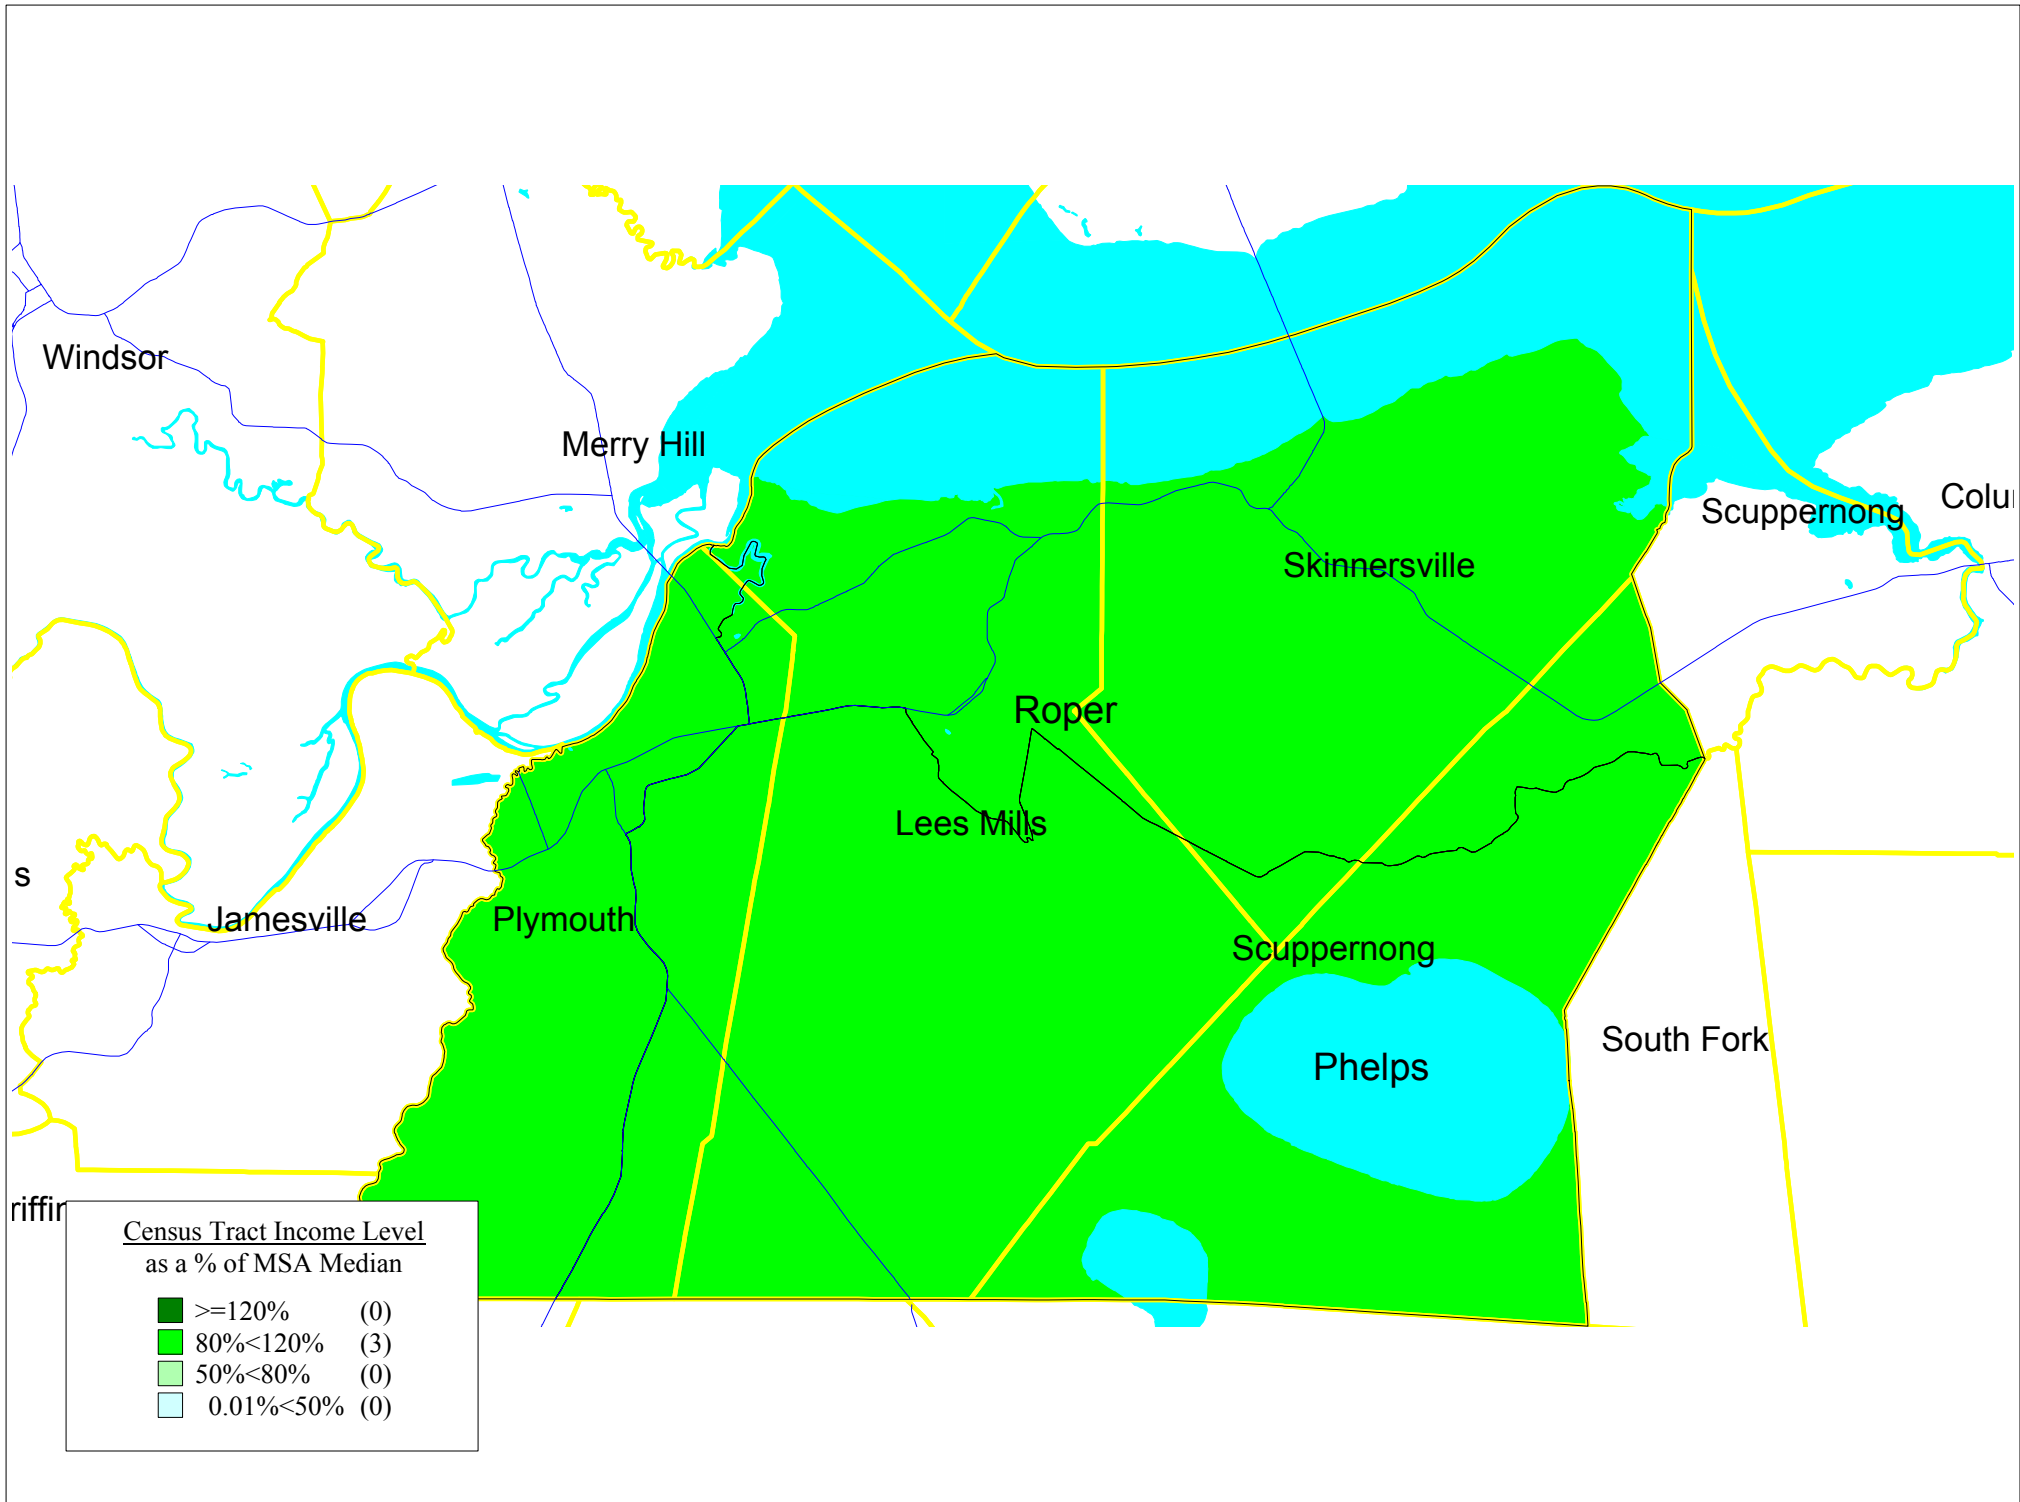 Windsor
Merry Hill
Scuppernong
Colu
Skinnersville
Roper
Lees Mills
s
Jamesville
Plymouth
Scuppernong
South Fork
Phelps
riffin
Census Tract Income Level
as a % of MSA Median
>=120% (0)
80%<120% (3)
50%<80% (0)
0.01%<50% (0)